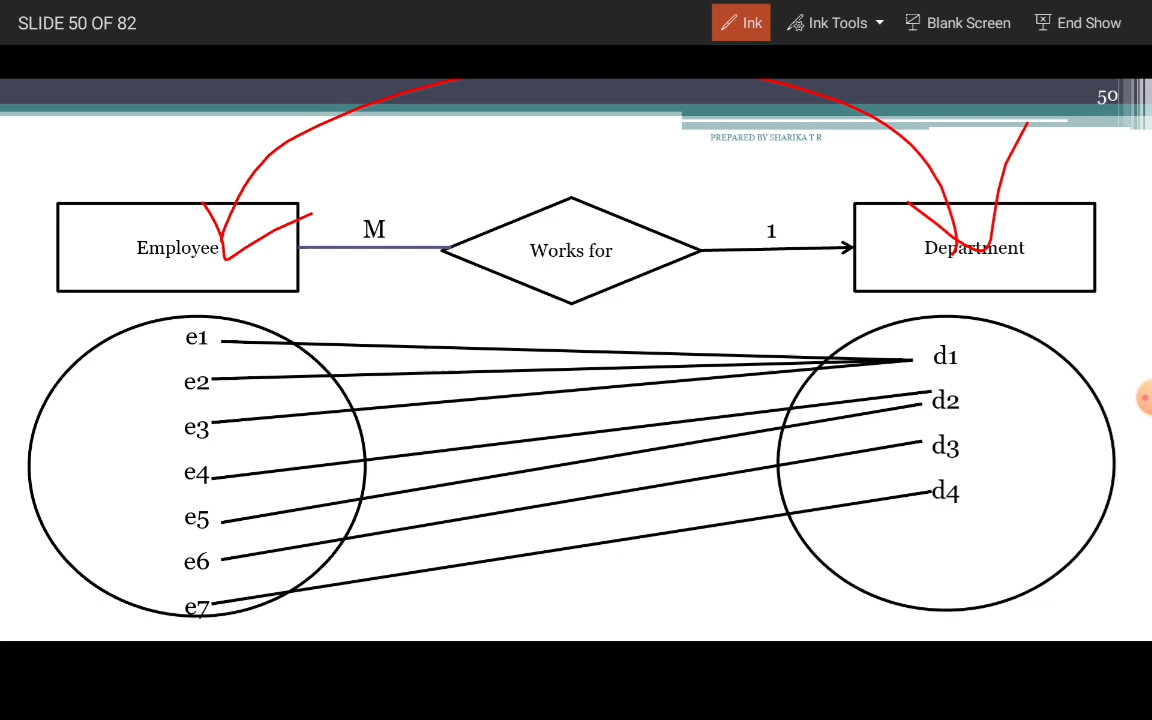 SLIDE 50 OF 82
Ink
Ink Tools
Blank Screen
End Show
50
PREPARED BY SHARIKA T R
Employee
M
Works for
1
Department
e1
e2
e3
e4
e5
e6
e7
d1
d2
d3
d4